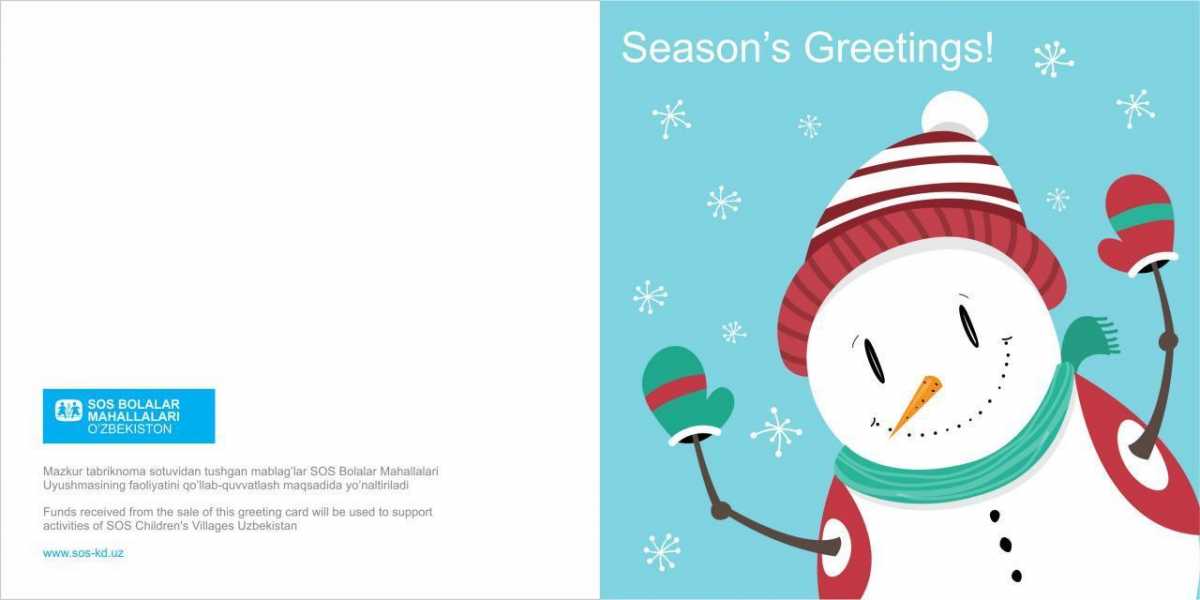 Season’s Greetings!
SOS BOLALAR
MAHALLALARI
O’ZBEKISTON
Mazkur tabriknoma sotuvidan tushgan mablag’lar SOS Bolalar Mahallalari
Uyushmasining faoliyatini qo’llab-quvvatlash maqsadida yo’naltiriladi
Funds received from the sale of this greeting card will be used to support
activities of SOS Children's Villages Uzbekistan
www.sos-kd.uz